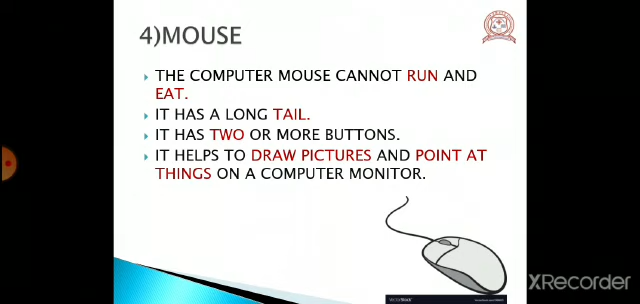 4)MOUSE
THE COMPUTER MOUSE CANNOT RUN AND
EAT.
IT HAS A LONG TAIL.
IT HAS TWO OR MORE BUTTONS.
IT HELPS TO DRAW PICTURES AND POINT AT
THINGS ON A COMPUTER MONITOR.
XRecorder